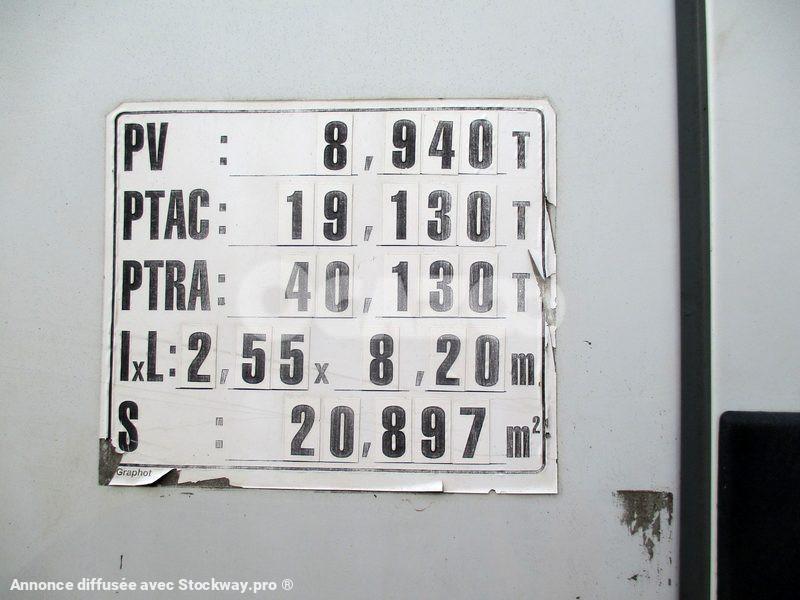 PV : 8,940 T
PTAC: 19,130 T
PTRA: 40,130 T
lxL: 2,55 x 8,20 m
S : 20,897 m²
Graphot
Annonce diffusée avec Stockway.pro ®